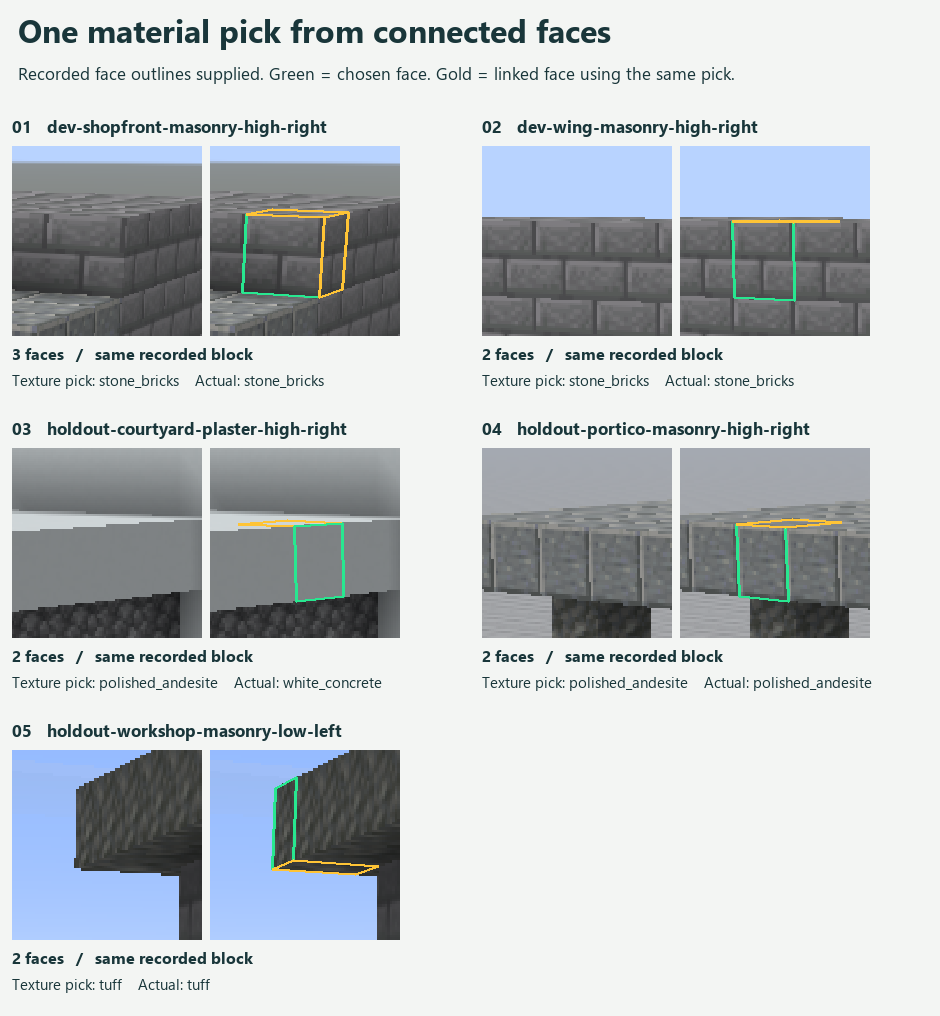 One material pick from connected faces
Recorded face outlines supplied. Green = chosen face. Gold = linked face using the same pick.
01 dev-shopfront-masonry-high-right
3 faces / same recorded block
Texture pick: stone_bricks Actual: stone_bricks
02 dev-wing-masonry-high-right
2 faces / same recorded block
Texture pick: stone_bricks Actual: stone_bricks
03 holdout-courtyard-plaster-high-right
2 faces / same recorded block
Texture pick: polished_andesite Actual: white_concrete
04 holdout-portico-masonry-high-right
2 faces / same recorded block
Texture pick: polished_andesite Actual: polished_andesite
05 holdout-workshop-masonry-low-left
2 faces / same recorded block
Texture pick: tuff Actual: tuff